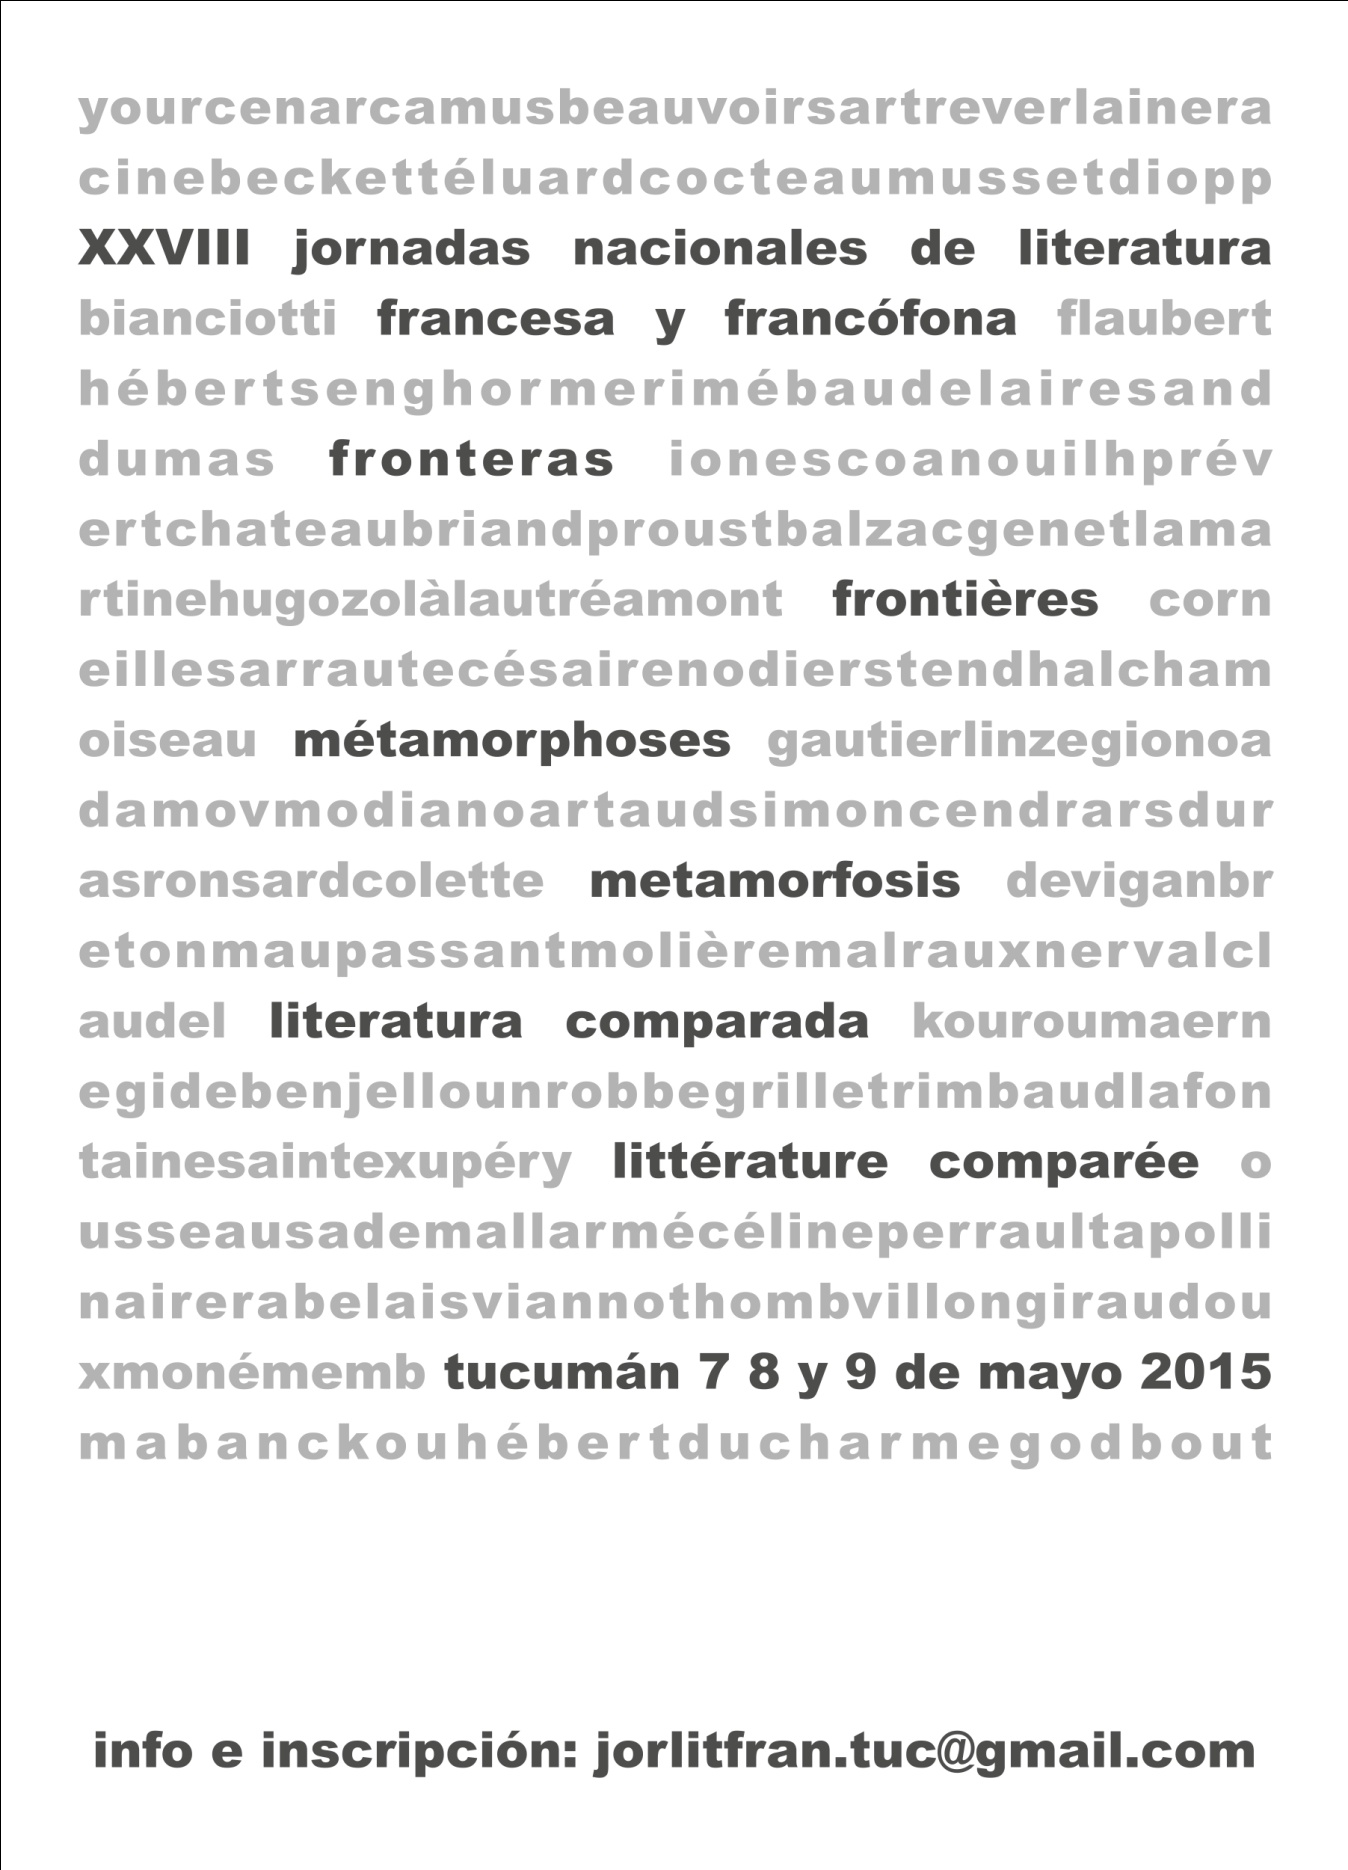 yourcenarcamusbeauvoirsartreverlainera
cinebeckettéluardcocteaumussetdiopp
XXVIII jornadas nacionales de literatura
bianciotti francesa y francófona flaubert
hébertsenghormerimébaudelairesand
dumas fronteras ionescoanouilhprév
ertchateaubriandproustbalzacgenetlama
rtinehugozolàlautréamont frontières corn
eillesarrautecésairenodierstendhalcham
oiseau métamorphoses gautierlinzegionoa
damovmodianoartaudsimoncendrarsdur
asronsardcolette metamorfosis deviganbr
etonmaupassantmolièremalrauxnervalcl
audel literatura comparada kouroumaern
egidebenjellounrobbegrilletrimbaudlafon
tainesaintexupéry littérature comparée o
usseausademallarmécélineperraultapolli
nairerabelaisviannothombvillongiraudou
xmonémemb tucumán 7 8 y 9 de mayo 2015
mabanckouhébertducharmegodbout
info e inscripción: jorlitfran.tuc@gmail.com